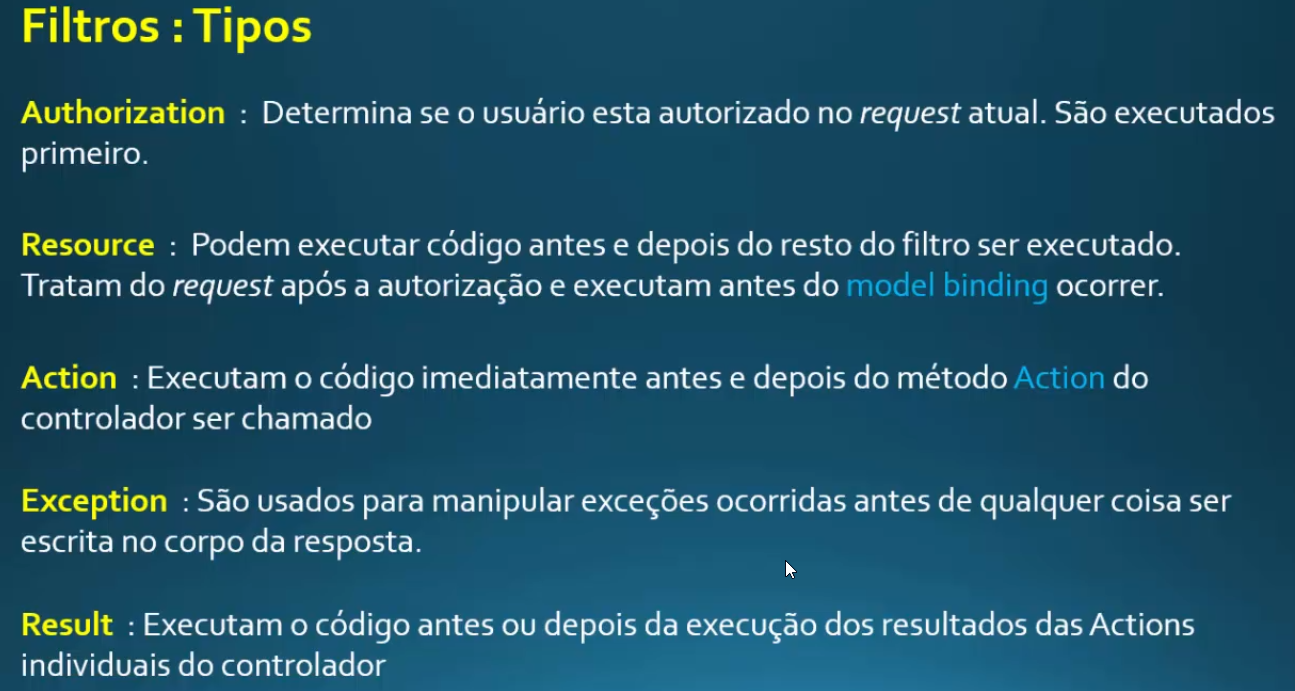 Filtros : Tipos
Authorization : Determina se o usuário esta autorizado no request atual. São executados
primeiro.
Resource : Podem executar código antes e depois do resto do filtro ser executado.
Tratam do request após a autorização e executam antes do model binding ocorrer.
Action : Executam o código imediatamente antes e depois do método Action do
controlador ser chamado
Exception : São usados para manipular exceções ocorridas antes de qualquer coisa ser
escrita no corpo da resposta.
Result : Executam o código antes ou depois da execução dos resultados das Actions
individuais do controlador